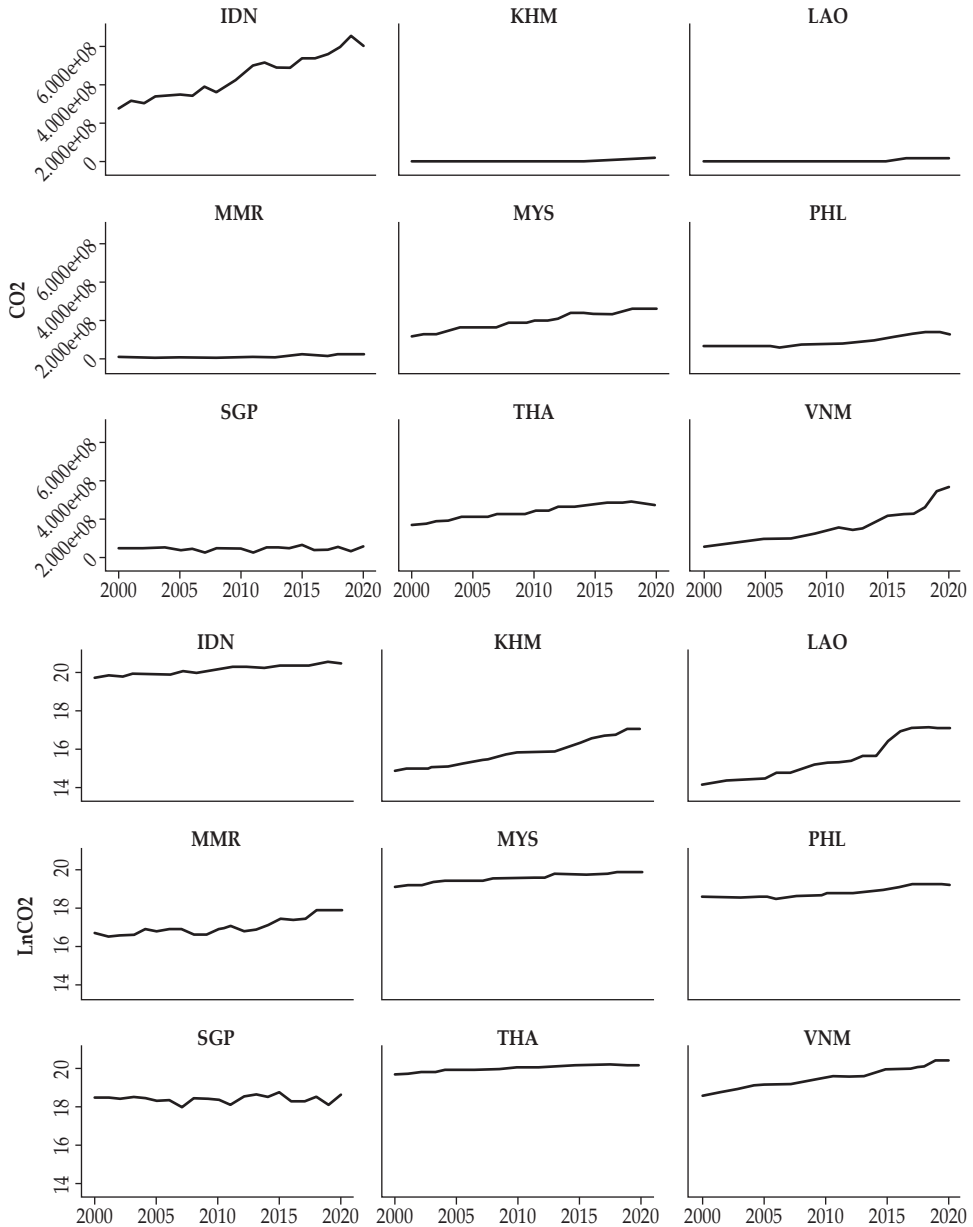 IDN KHM LAO
6.000e+08
4.000e+08
2.000e+08
0
MMR MYS PHL
CO2
6.000e+08
4.000e+08
2.000e+08
0
SGP THA VNM
6.000e+08
4.000e+08
2.000e+08
0
2000 2005 2010 2015 2020 2000 2005 2010 2015 2020 2000 2005 2010 2015 2020
IDN KHM LAO
20
18
16
14
MMR MYS PHL
LnCO2
20
18
16
14
SGP THA VNM
20
18
16
14
2000 2005 2010 2015 2020 2000 2005 2010 2015 2020 2000 2005 2010 2015 2020